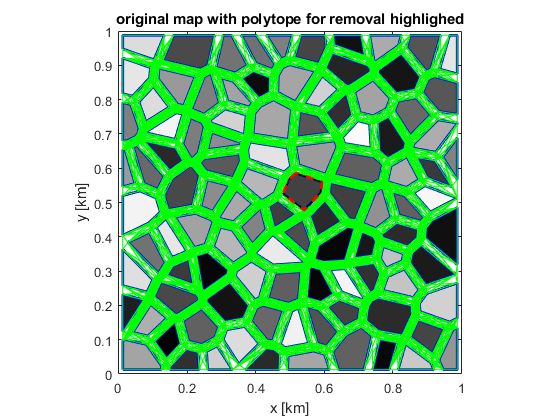 original map with polytope for removal highlighed
1
0.9
0.8
0.7
0.6
0.5
0.4
0.3
0.2
0.1
0
y [km]
0 0.2 0.4 0.6 0.8 1
x [km]